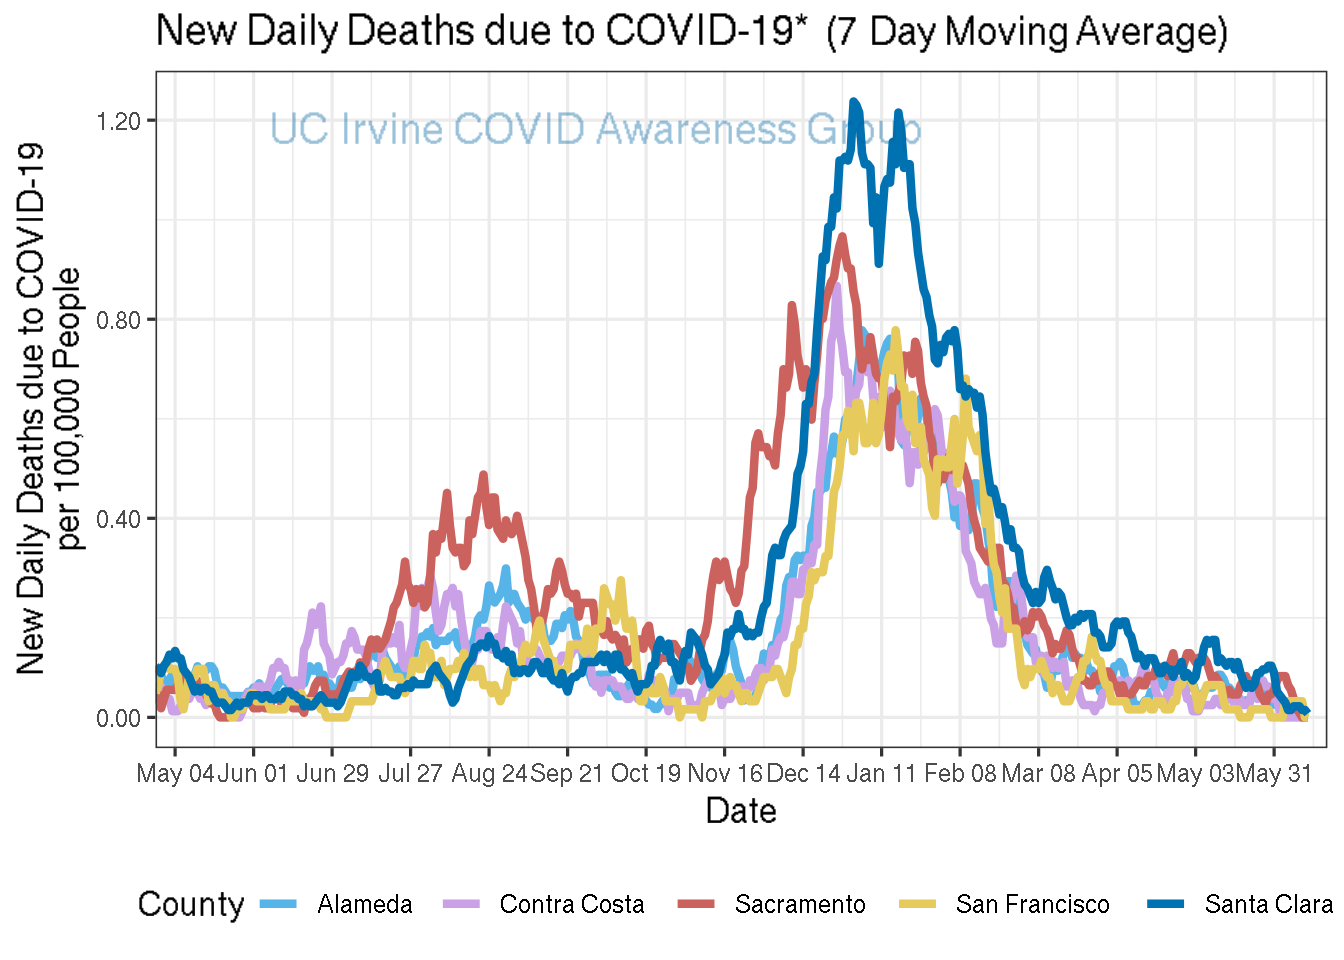 New Daily Deaths due to COVID-19* (7 Day Moving Average)
UC Irvine COVID Awareness Group
New Daily Deaths due to COVID-19
per 100,000 People
1.20
0.80
0.40
0.00
May 04 Jun 01 Jun 29 Jul 27 Aug 24 Sep 21 Oct 19 Nov 16 Dec 14 Jan 11 Feb 08 Mar 08 Apr 05 May 03 May 31
Date
County Alameda Contra Costa Sacramento San Francisco Santa Clara